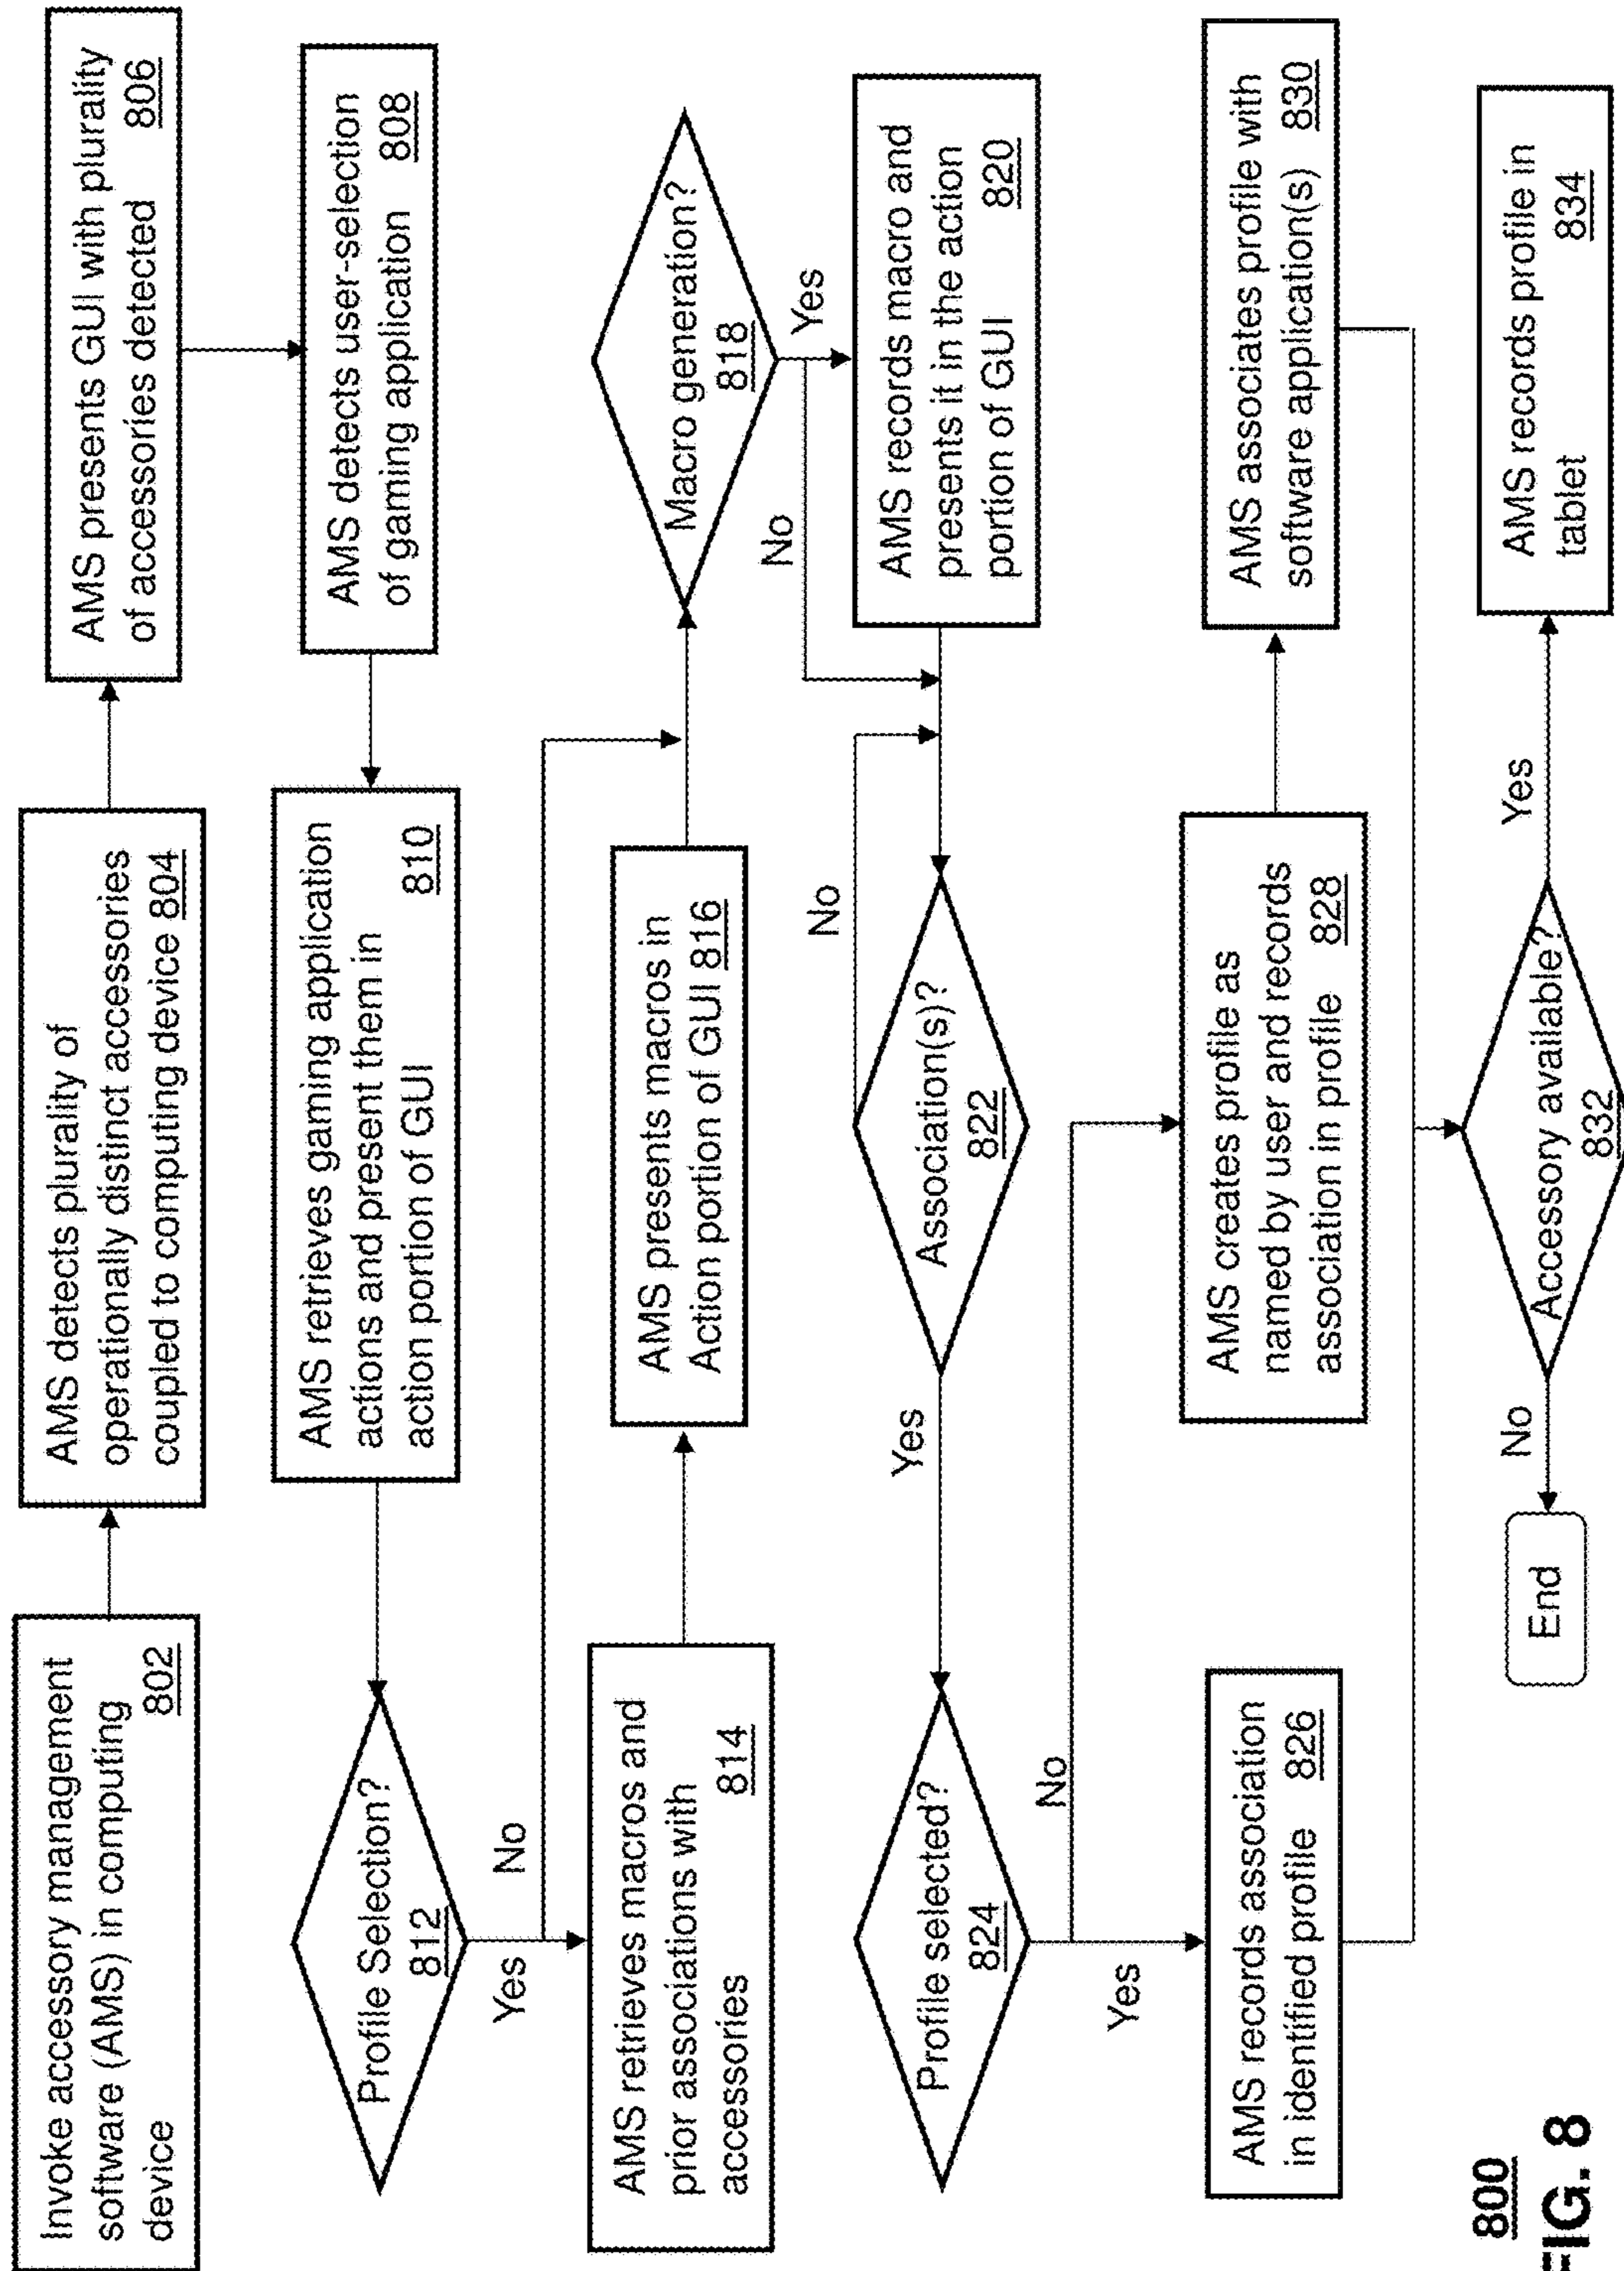 Invoke accessory management
software (AMS) in computing
device 802
AMS detects plurality of
operationally distinct accessories
coupled to computing device 804
AMS presents GUI with plurality
of accessories detected 806
AMS detects user-selection
of gaming application 808
AMS retrieves gaming application
actions and present them in
action portion of GUI 810
Profile Selection?
812
Yes
No
AMS retrieves macros and
prior associations with
accessories 814
AMS presents macros in
Action portion of GUI 816
Macro generation?
818
No
Yes
AMS records macro and
presents it in the action
portion of GUI 820
Association(s)?
822
No
Yes
Profile selected?
824
No
Yes
AMS records association
in identified profile 826
AMS creates profile as
named by user and records
association in profile 828
AMS associates profile with
software application(s) 830
Accessory available?
832
No
Yes
End
AMS records profile in
tablet 834
800
FIG. 8